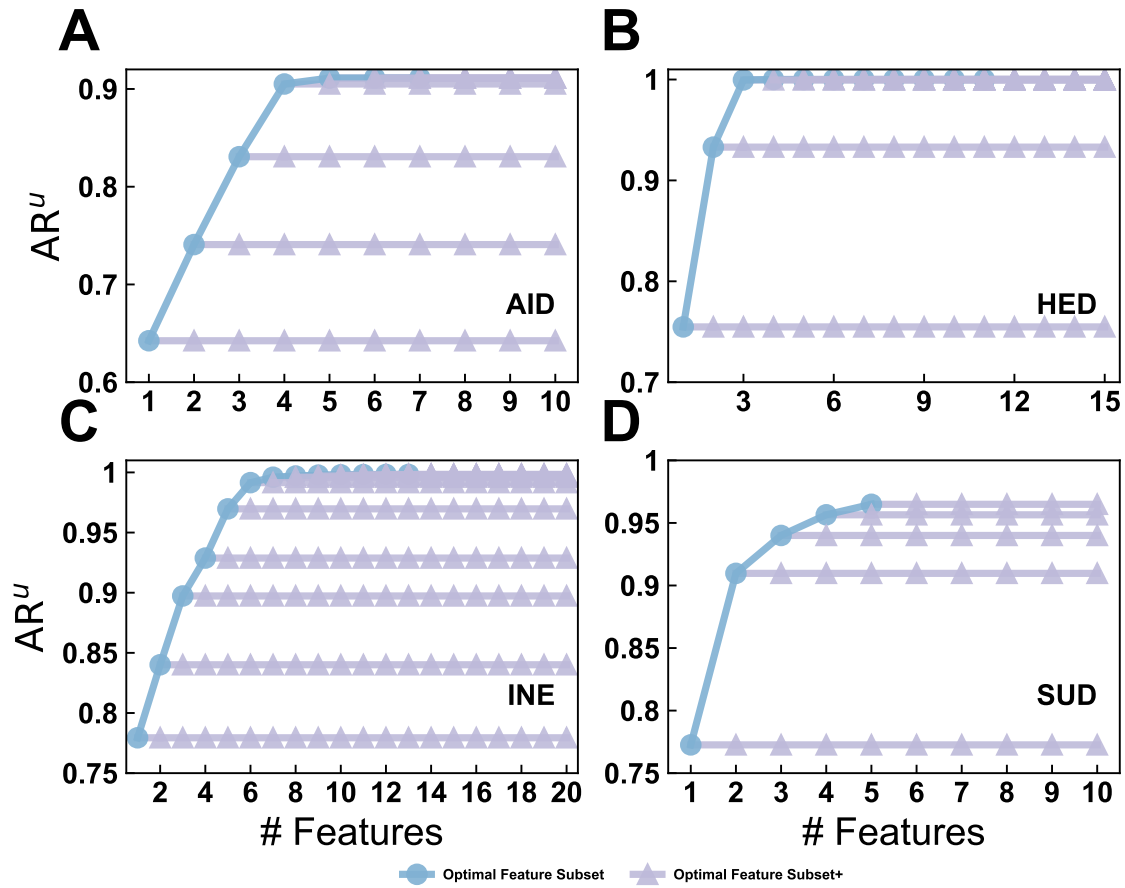 A
AR^u
0.9
0.8
0.7
0.6
1 2 3 4 5 6 7 8 9 10
AID
B
1
0.9
0.8
0.7
3 6 9 12 15
HED
C
AR^u
1
0.95
0.9
0.85
0.8
0.75
2 4 6 8 10 12 14 16 18 20
INE
# Features
D
1
0.95
0.9
0.85
0.8
0.75
1 2 3 4 5 6 7 8 9 10
SUD
# Features
Optimal Feature Subset Optimal Feature Subset+